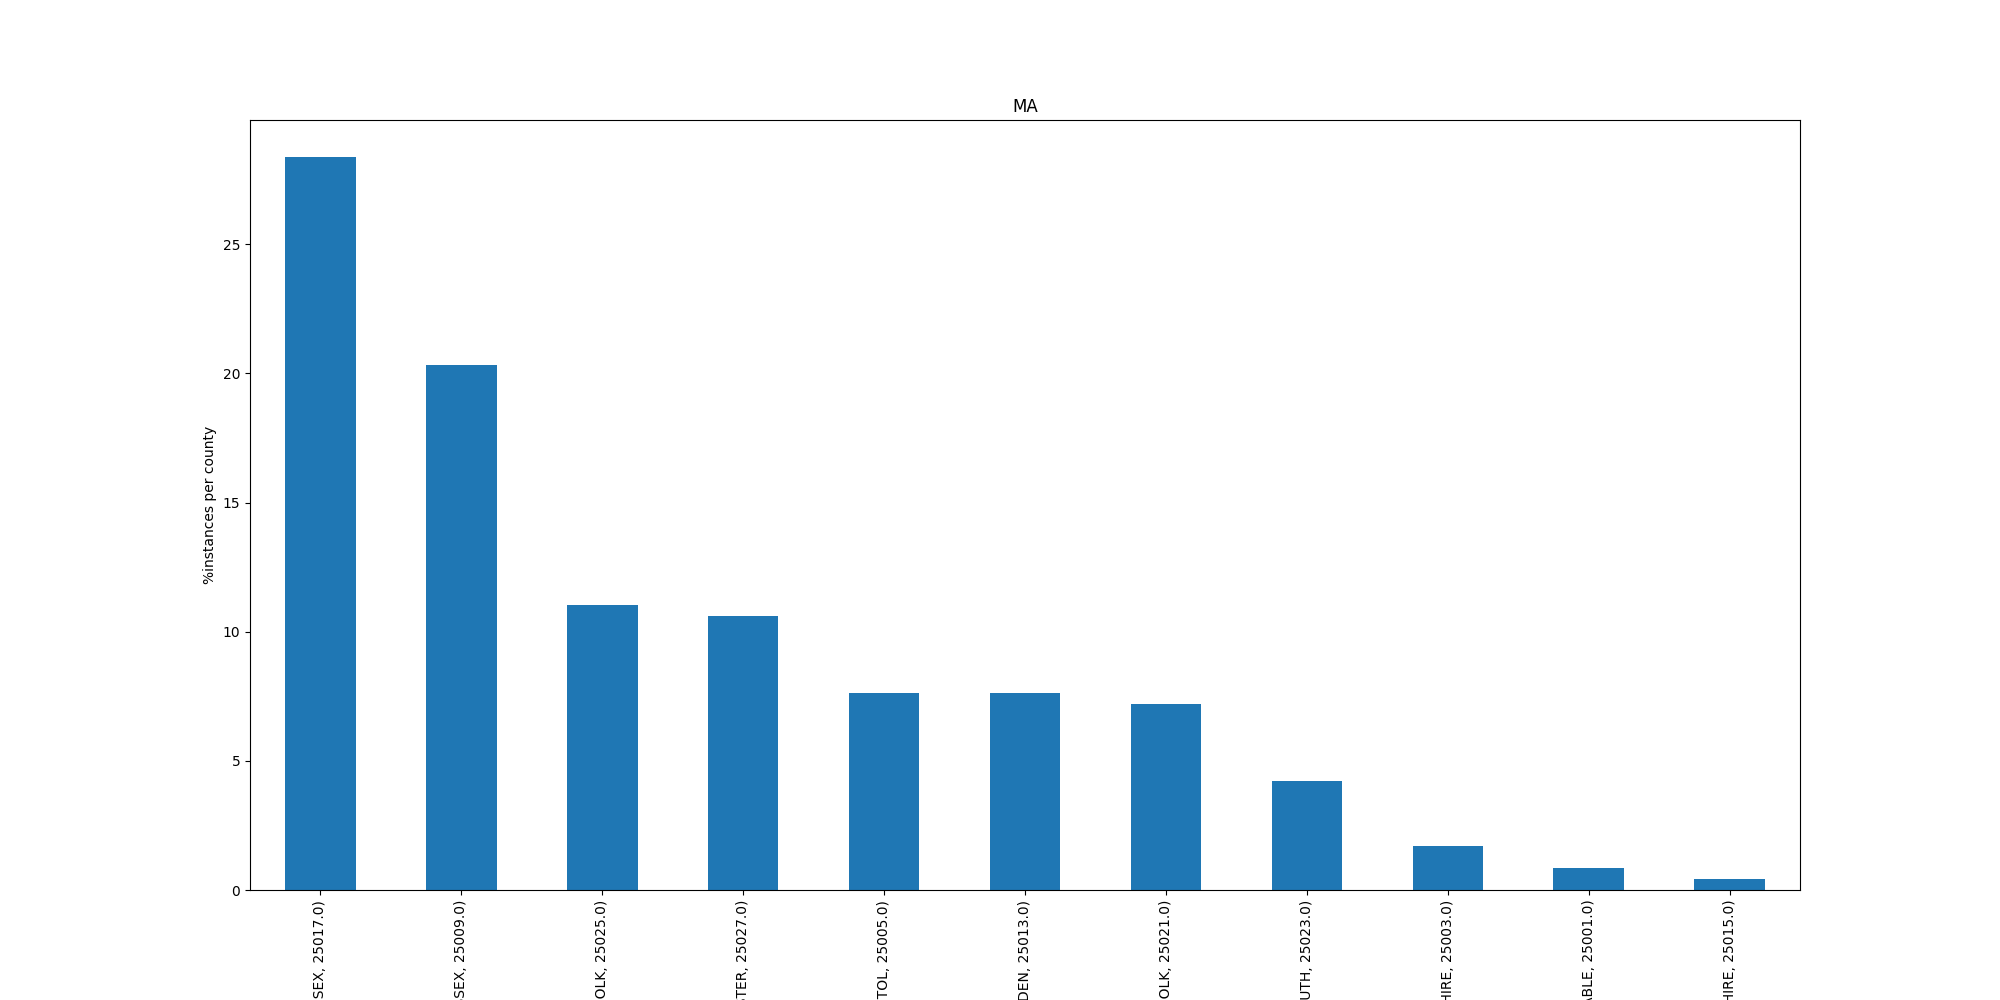 MA
%instances per county
25
20
15
10
5
0
SEX, 25017.0)
SSEX, 25009.0)
OLK, 25025.0)
STER, 25027.0)
TOL, 25005.0)
DEN, 25013.0)
OLK, 25021.0)
UTH, 25023.0)
HIRE, 25003.0)
ABLE, 25001.0)
HIRE, 25015.0)